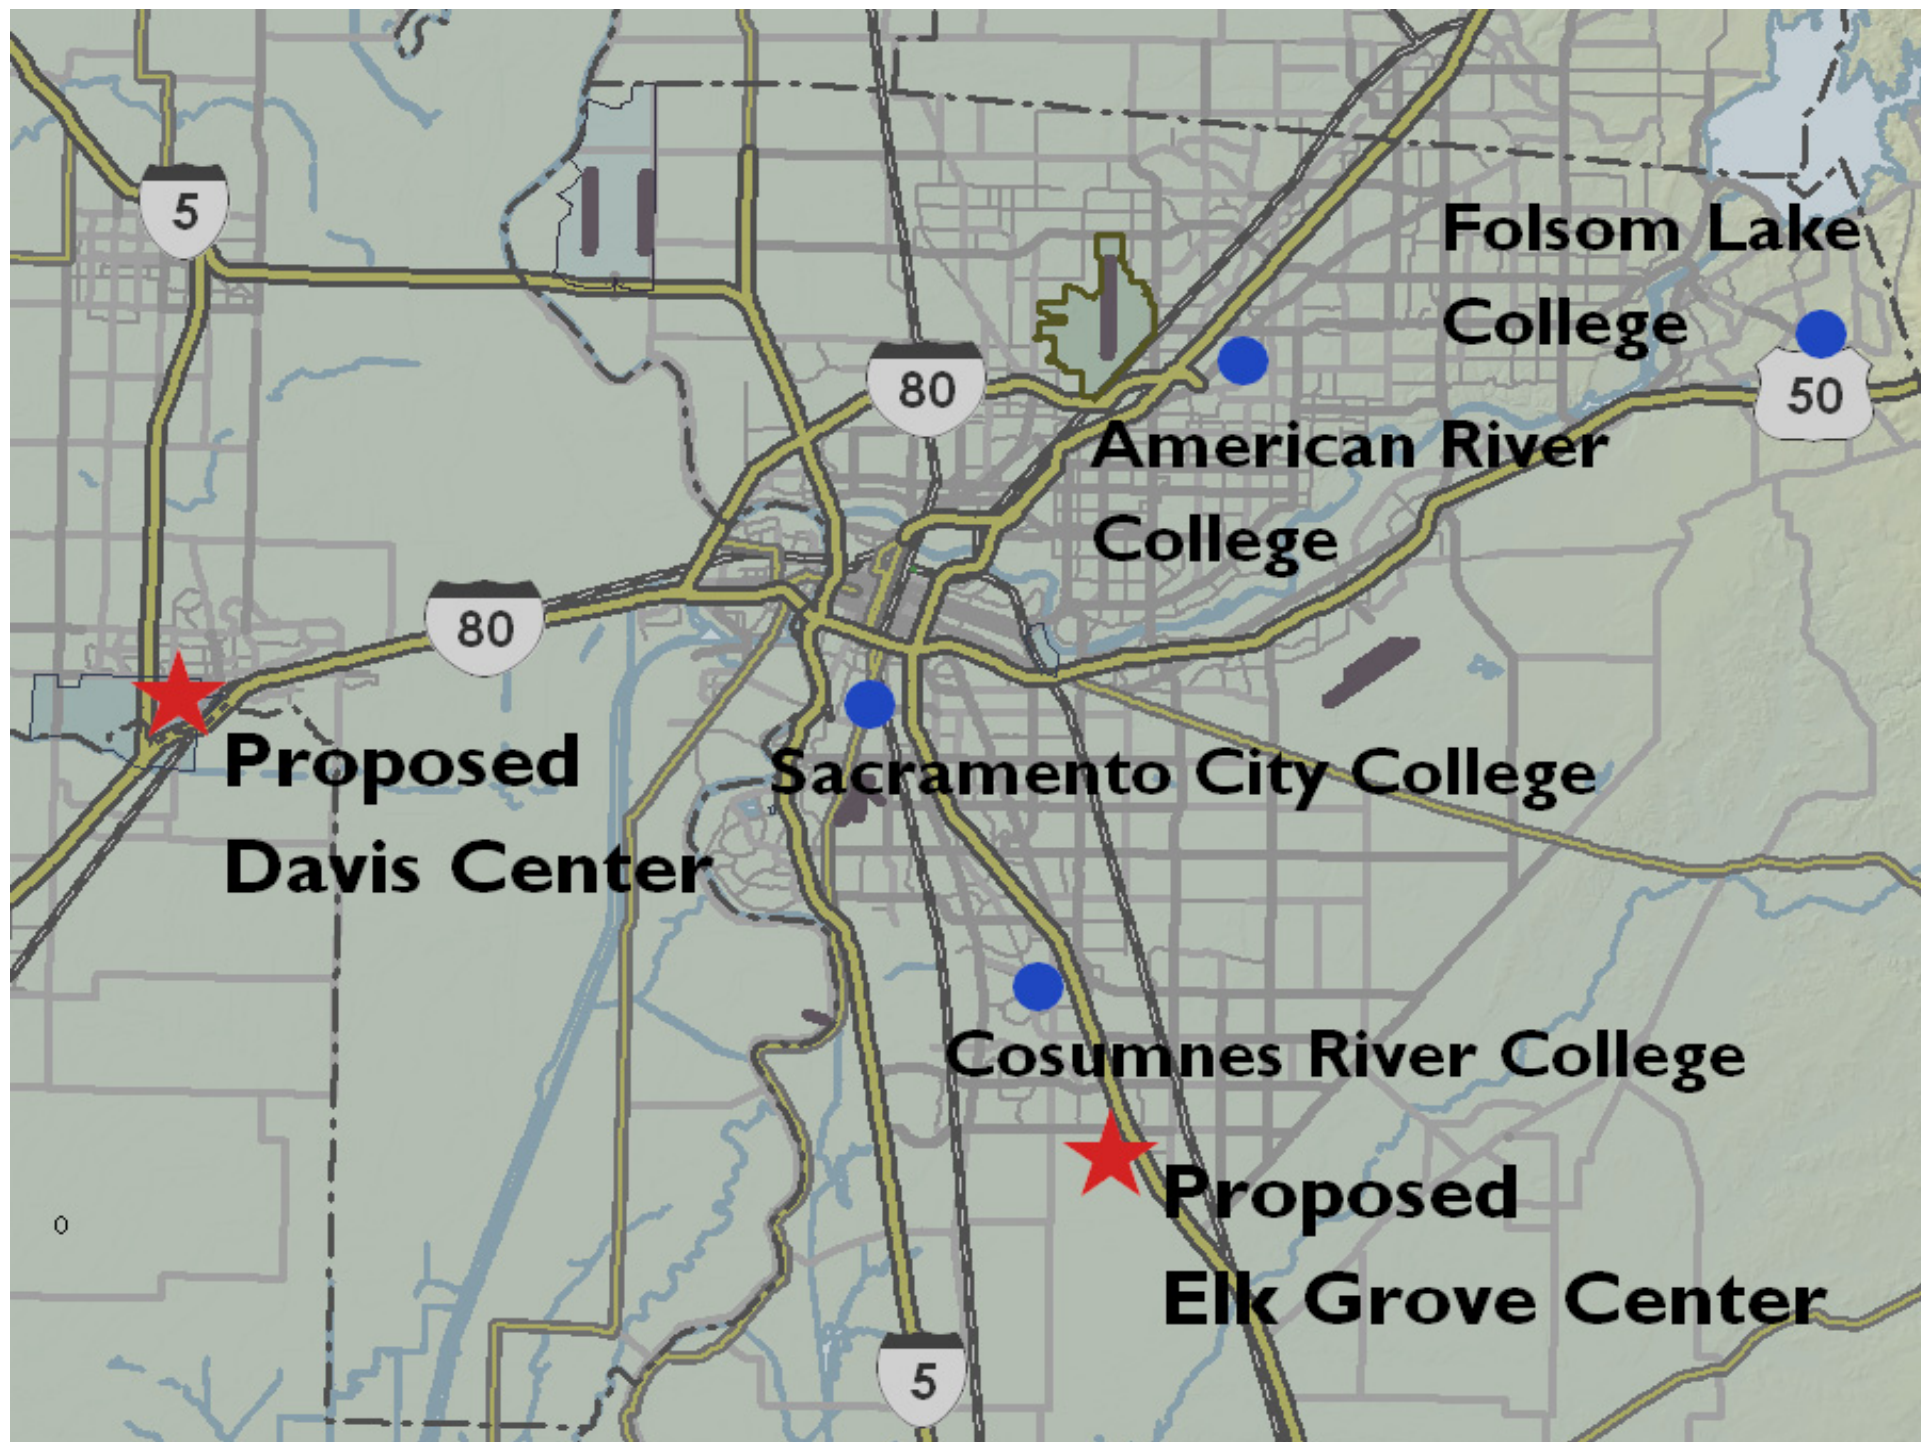 5
Folsom Lake
College
80
50
American River
College
80
Proposed
Davis Center
Sacramento City College
Cosumnes River College
Proposed
Elk Grove Center
0
5